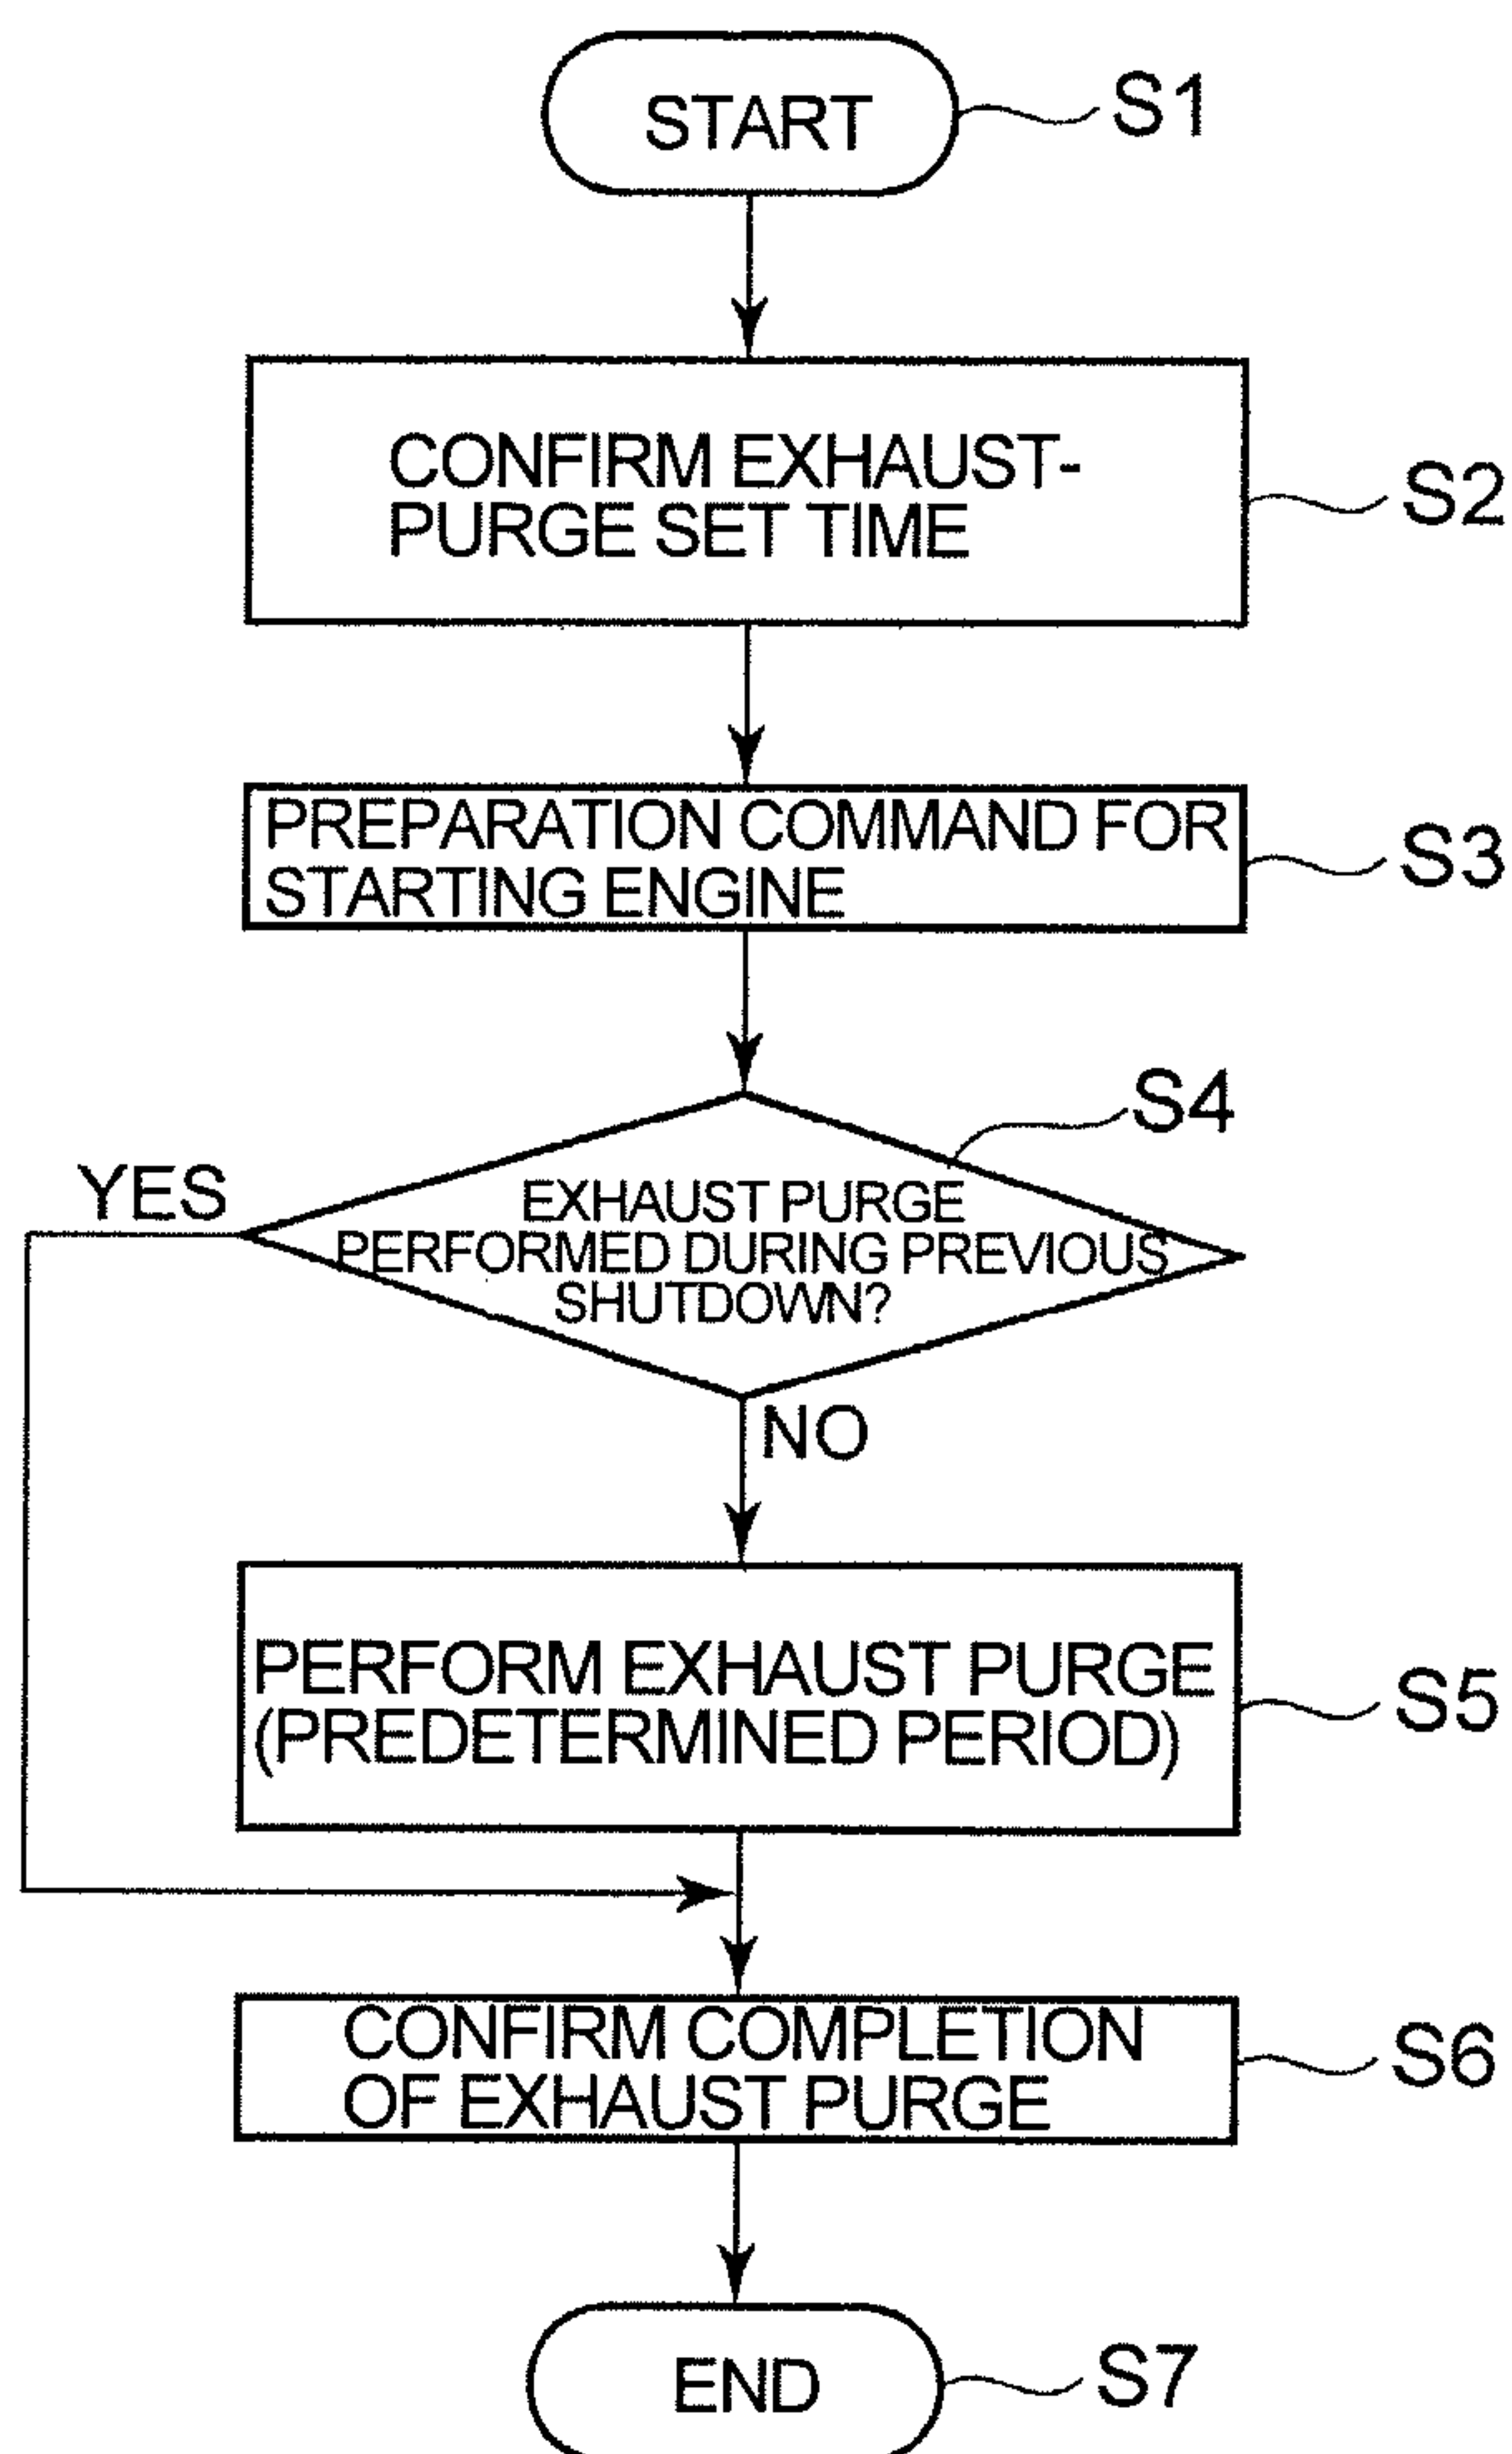 START
S1
CONFIRM EXHAUST-
PURGE SET TIME
S2
PREPARATION COMMAND FOR
STARTING ENGINE
S3
S4
YES
EXHAUST PURGE
PERFORMED DURING PREVIOUS
SHUTDOWN?
NO
PERFORM EXHAUST PURGE
(PREDETERMINED PERIOD)
S5
CONFIRM COMPLETION
OF EXHAUST PURGE
S6
END
S7